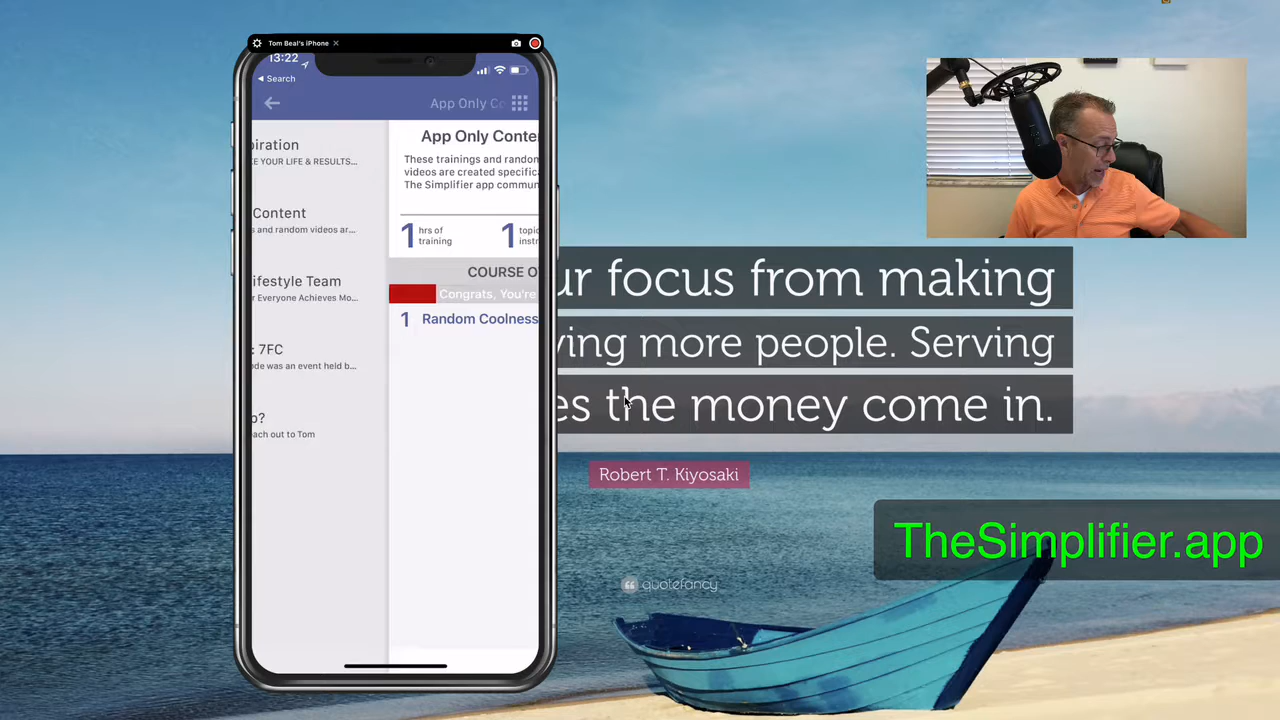 Tom Beal's iPhone
13:22
Search
App Only
iration
E YOUR LIFE & RESULTS...
Content
s and random videos ar...
ifestyle Team
r Everyone Achieves Mo...
: 7FC
de was an event held b...
p?
ach out to Tom
App Only Conte
These trainings and random
videos are created specific
The Simplifier app commun
1 hrs of training
1 topi
instr
COURSE O
Congrats, You're
1 Random Coolness
ur focus from making
ving more people. Serving
es the money come in.
Robert T. Kiyosaki
quotefancy
TheSimplifier.app